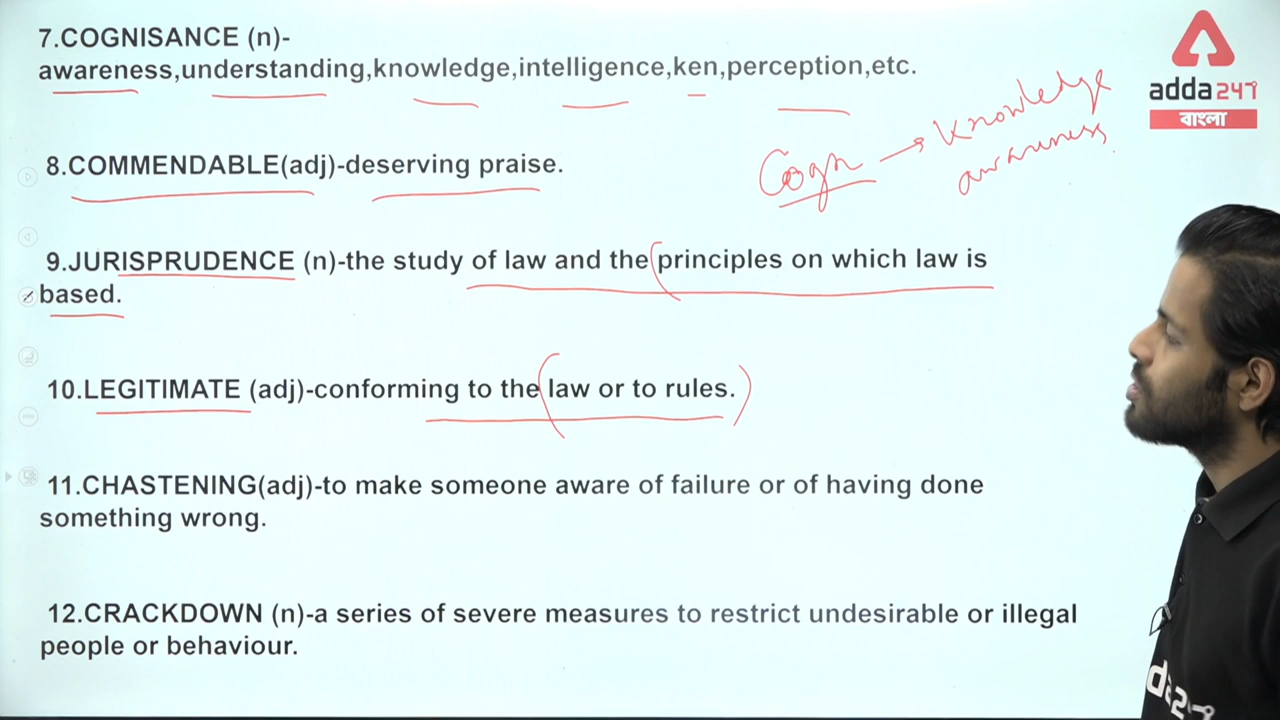 7.COGNISANCE (n)-
awareness,understanding,knowledge,intelligence,ken,perception,etc.
adda247
বাংলা
Cogn → Knowledge
awareness
8.COMMENDABLE(adj)-deserving praise.
9.JURISPRUDENCE (n)-the study of law and the principles on which law is
based.
10.LEGITIMATE (adj)-conforming to the law or to rules.
11.CHASTENING(adj)-to make someone aware of failure or of having done
something wrong.
12.CRACKDOWN (n)-a series of severe measures to restrict undesirable or illegal
people or behaviour.